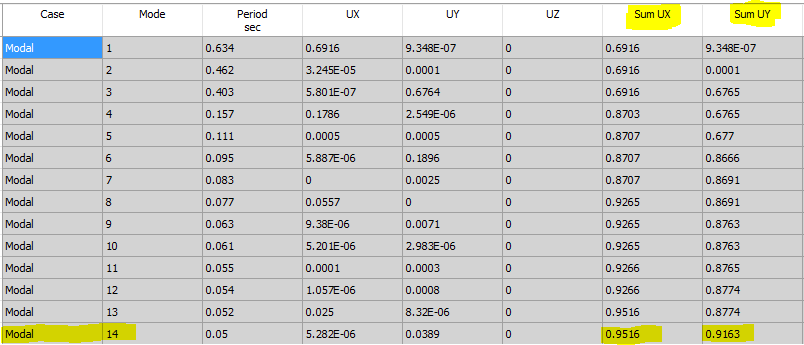 Case Mode Period sec UX UY UZ Sum UX Sum UY
Modal 1 0.634 0.6916 9.348E-07 0 0.6916 9.348E-07
Modal 2 0.462 3.245E-05 0.0001 0 0.6916 0.0001
Modal 3 0.403 5.801E-07 0.6764 0 0.6916 0.6765
Modal 4 0.157 0.1786 2.549E-06 0 0.8703 0.6765
Modal 5 0.111 0.0005 0.0005 0 0.8707 0.677
Modal 6 0.095 5.887E-06 0.1896 0 0.8707 0.8666
Modal 7 0.083 0 0.0025 0 0.8707 0.8691
Modal 8 0.077 0.0557 0 0 0.9265 0.8691
Modal 9 0.063 9.38E-06 0.0071 0 0.9265 0.8763
Modal 10 0.061 5.201E-06 2.983E-06 0 0.9265 0.8763
Modal 11 0.055 0.0001 0.0003 0 0.9266 0.8765
Modal 12 0.054 1.057E-06 0.0008 0 0.9266 0.8774
Modal 13 0.052 0.025 8.32E-06 0 0.9516 0.8774
Modal 14 0.05 5.282E-06 0.0389 0 0.9516 0.9163